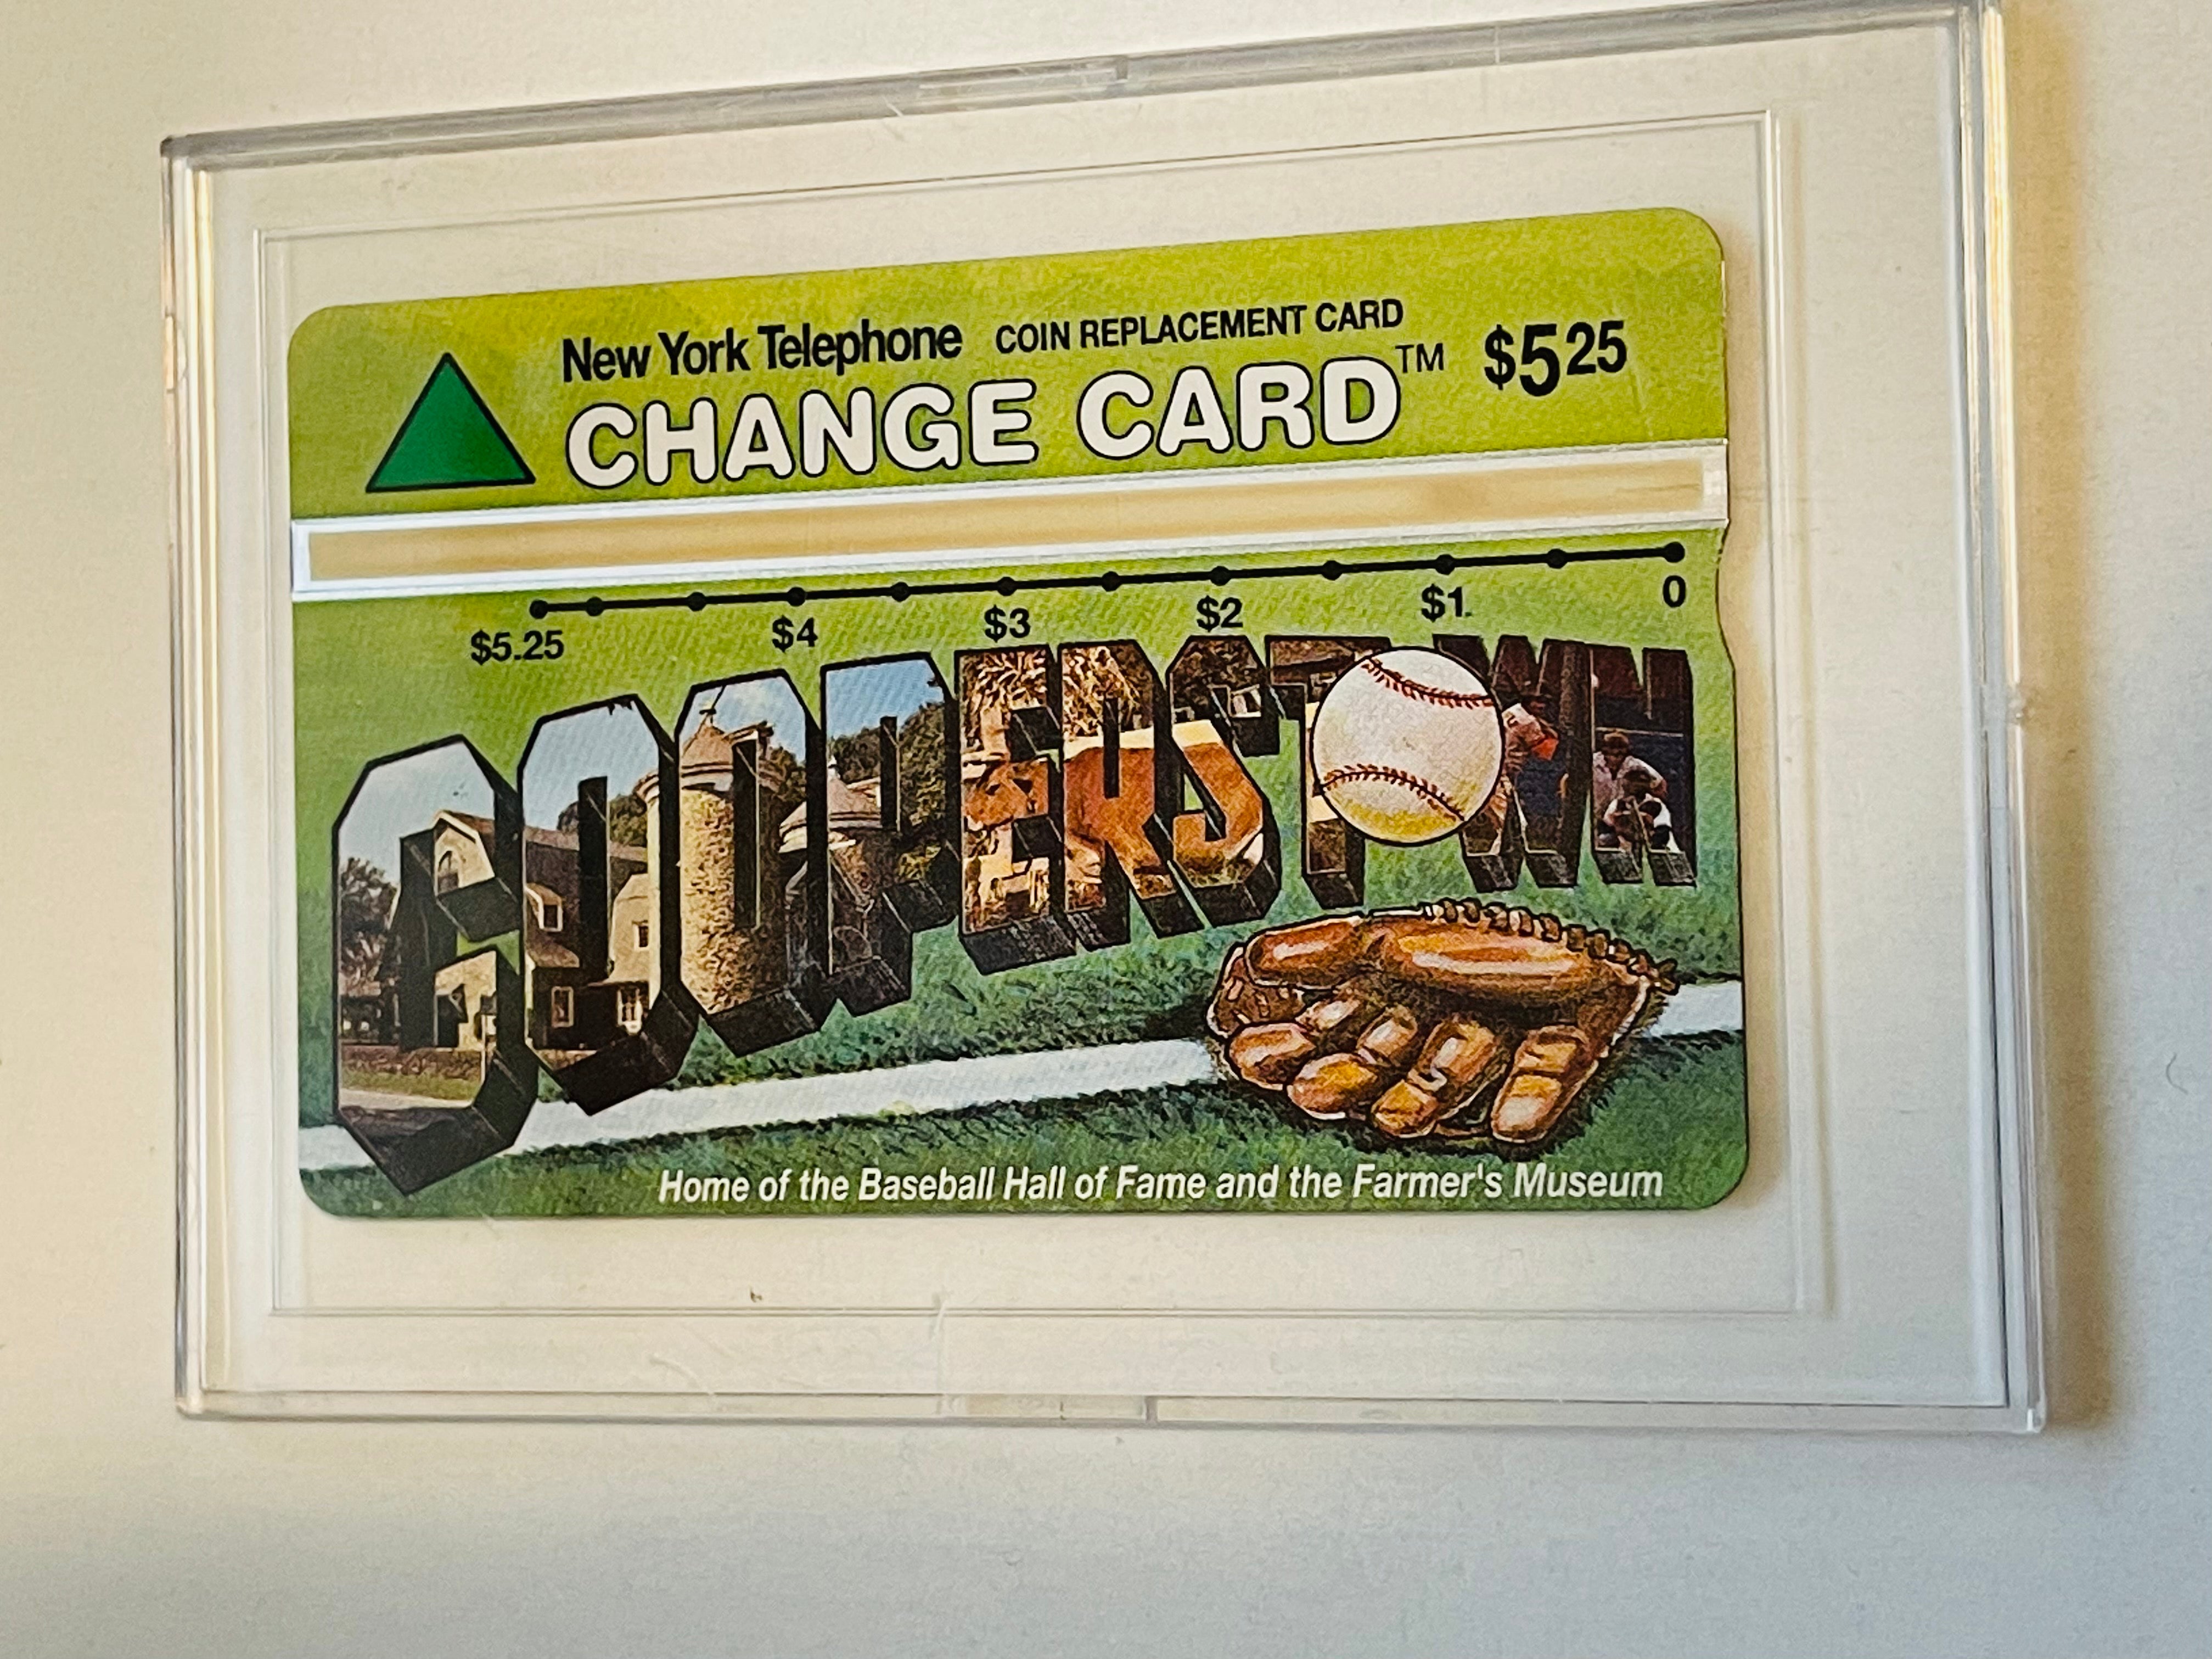 New York Telephone COIN REPLACEMENT CARD
CHANGE CARD™ $5 25
$5.25 $4 $3 $2 $1 0
COOPERSTOWN
Home of the Baseball Hall of Fame and the Farmer's Museum